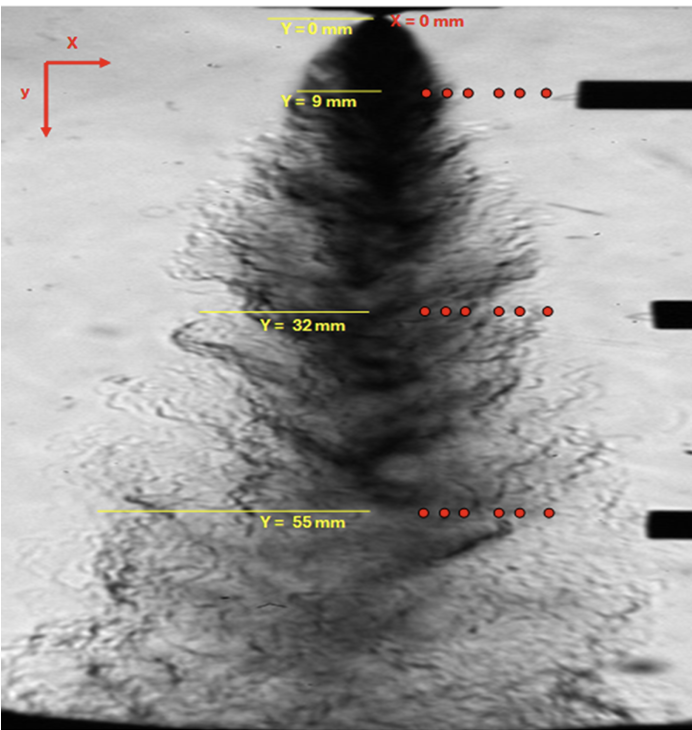 Y = 0 mm
X = 0 mm
X
y
Y = 9 mm
Y = 32 mm
Y = 55 mm